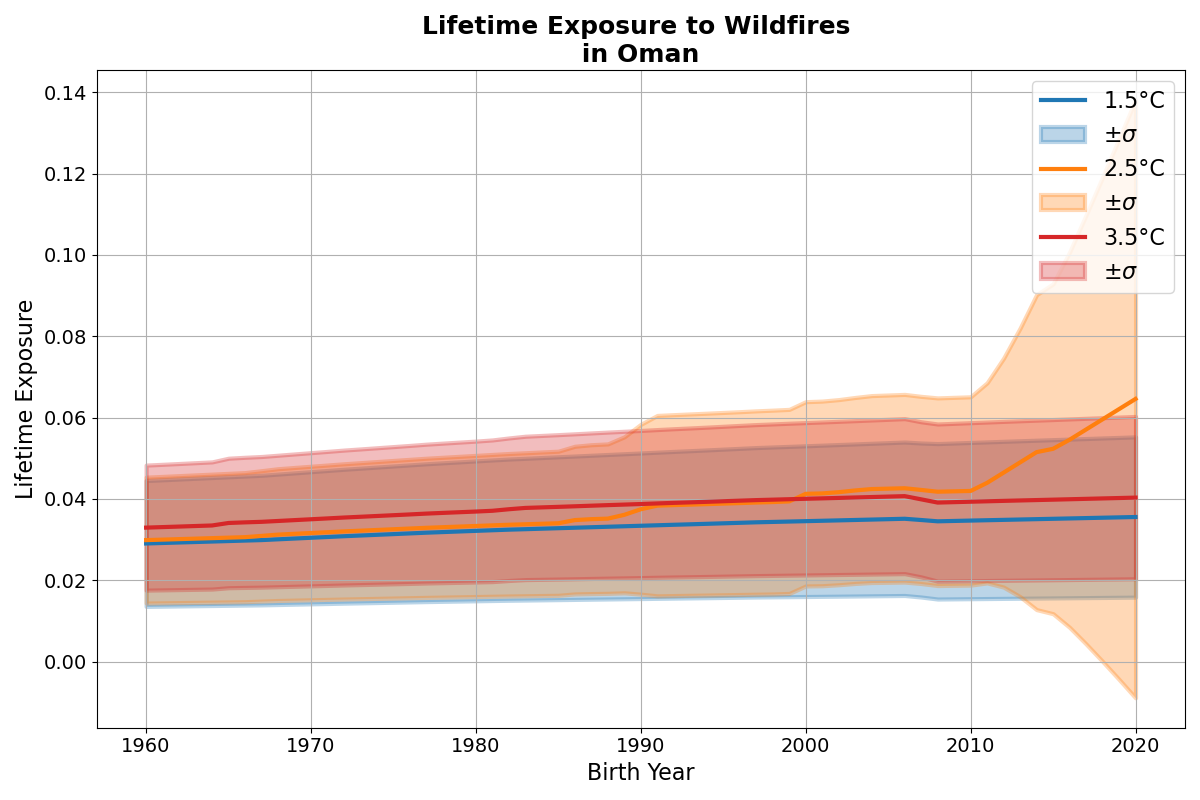 Lifetime Exposure to Wildfires
in Oman
Lifetime Exposure
0.14
0.12
0.10
0.08
0.06
0.04
0.02
0.00
1.5°C
±σ
2.5°C
±σ
3.5°C
±σ
1960 1970 1980 1990 2000 2010 2020
Birth Year